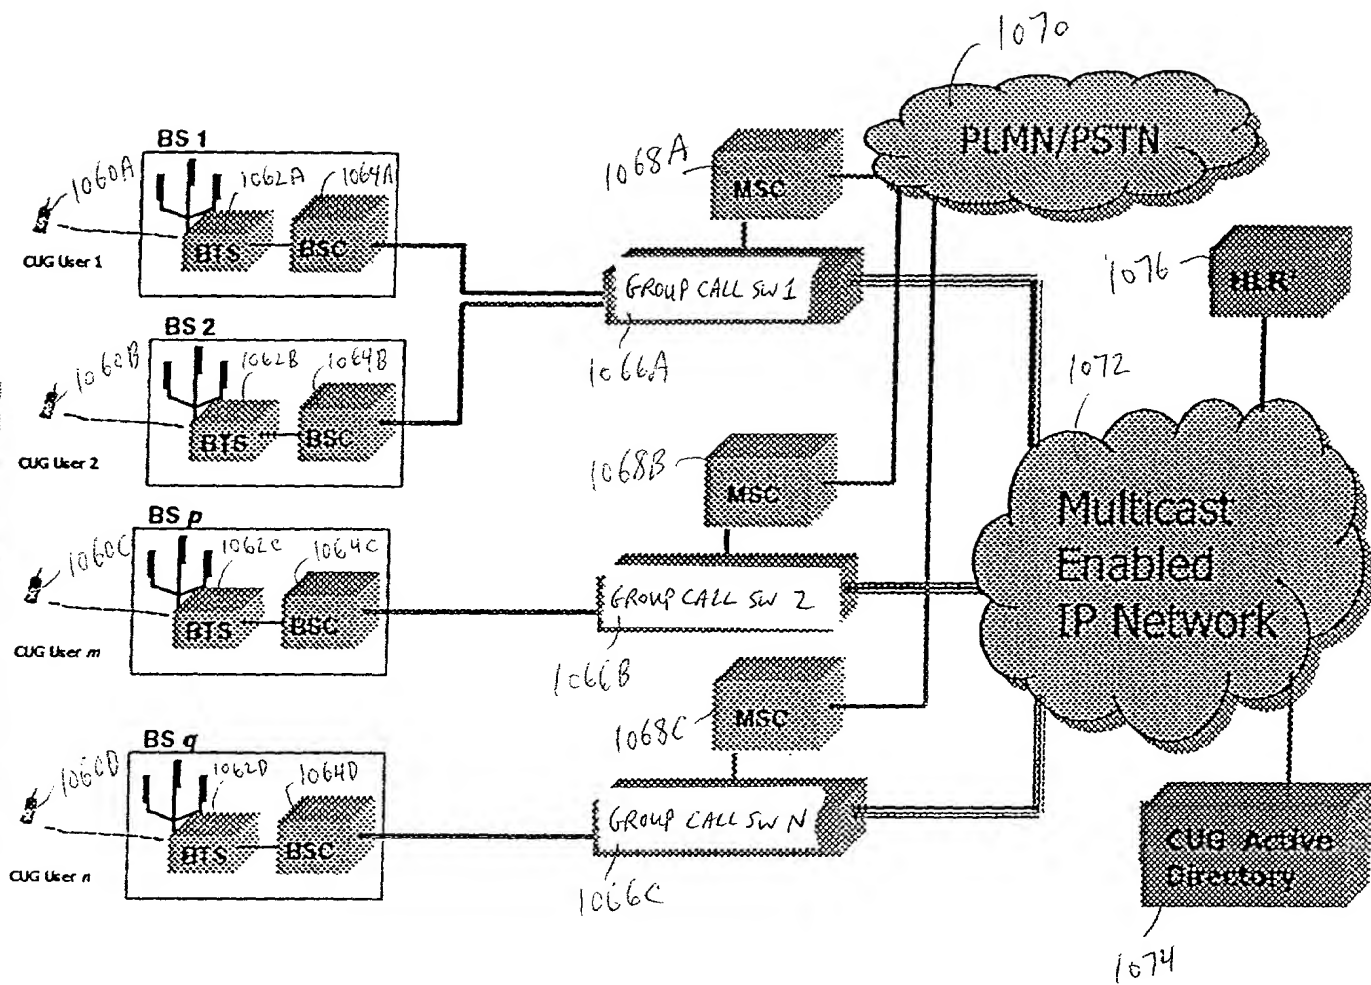 1070
PLMN/PSTN
BS 1
1060A
1062A
1064A
BTS
BSC
CUG User 1
1068A
MSC
GROUP CALL SW 1
1066A
1076
HLR'
BS 2
1060B
1062B
1064B
BTS
BSC
CUG User 2
1072
1068B
MSC
Multicast
Enabled
IP Network
BS p
1060C
1062C
1064C
BTS
BSC
CUG User m
GROUP CALL SW 2
1066B
1068C
MSC
BS q
1060D
1062D
1064D
BTS
BSC
CUG User n
GROUP CALL SW N
1066C
CUG Active
Directory
1074